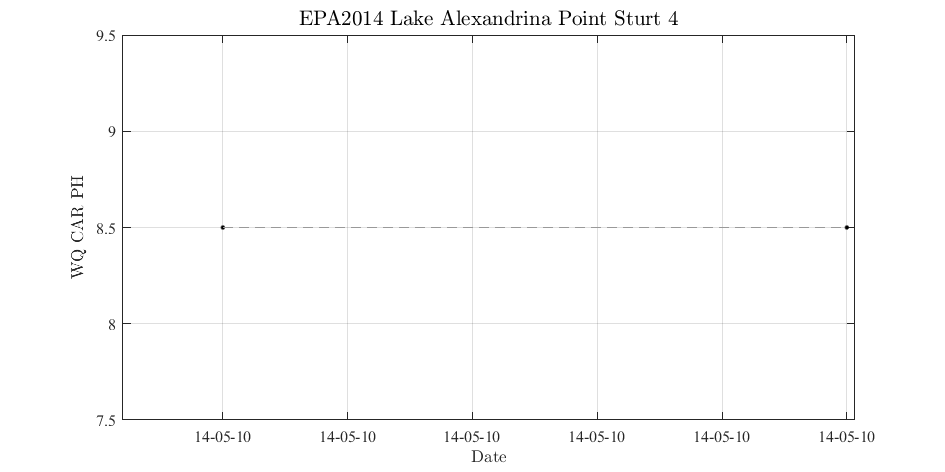 EPA2014 Lake Alexandrina Point Sturt 4
9.5
9
8.5
8
7.5
WQ CAR PH
14-05-10 14-05-10 14-05-10 14-05-10 14-05-10 14-05-10
Date